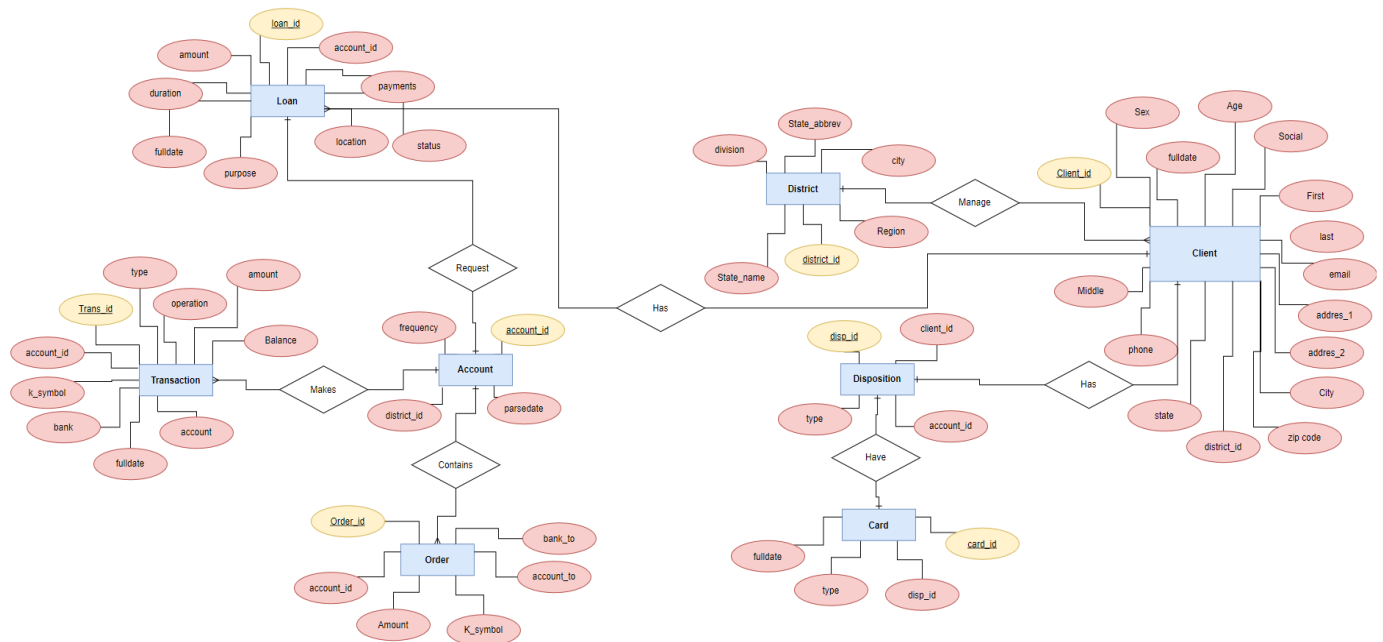 loan_id
amount
account_id
duration
payments
Loan
fulldate
location
status
purpose
Request
State_abbrev
division
city
District
Manage
Region
State_name
district_id
Sex
Age
fulldate
Social
Client_id
First
last
Client
email
Middle
addres_1
phone
addres_2
City
state
district_id
zip code
Has
type
amount
operation
Trans_id
Balance
account_id
k_symbol
Transaction
bank
account
fulldate
Makes
frequency
account_id
Account
district_id
parsedate
Contains
disp_id
client_id
Disposition
Has
type
account_id
Have
Order_id
bank_to
Order
account_id
account_to
Amount
K_symbol
Card
fulldate
card_id
type
disp_id